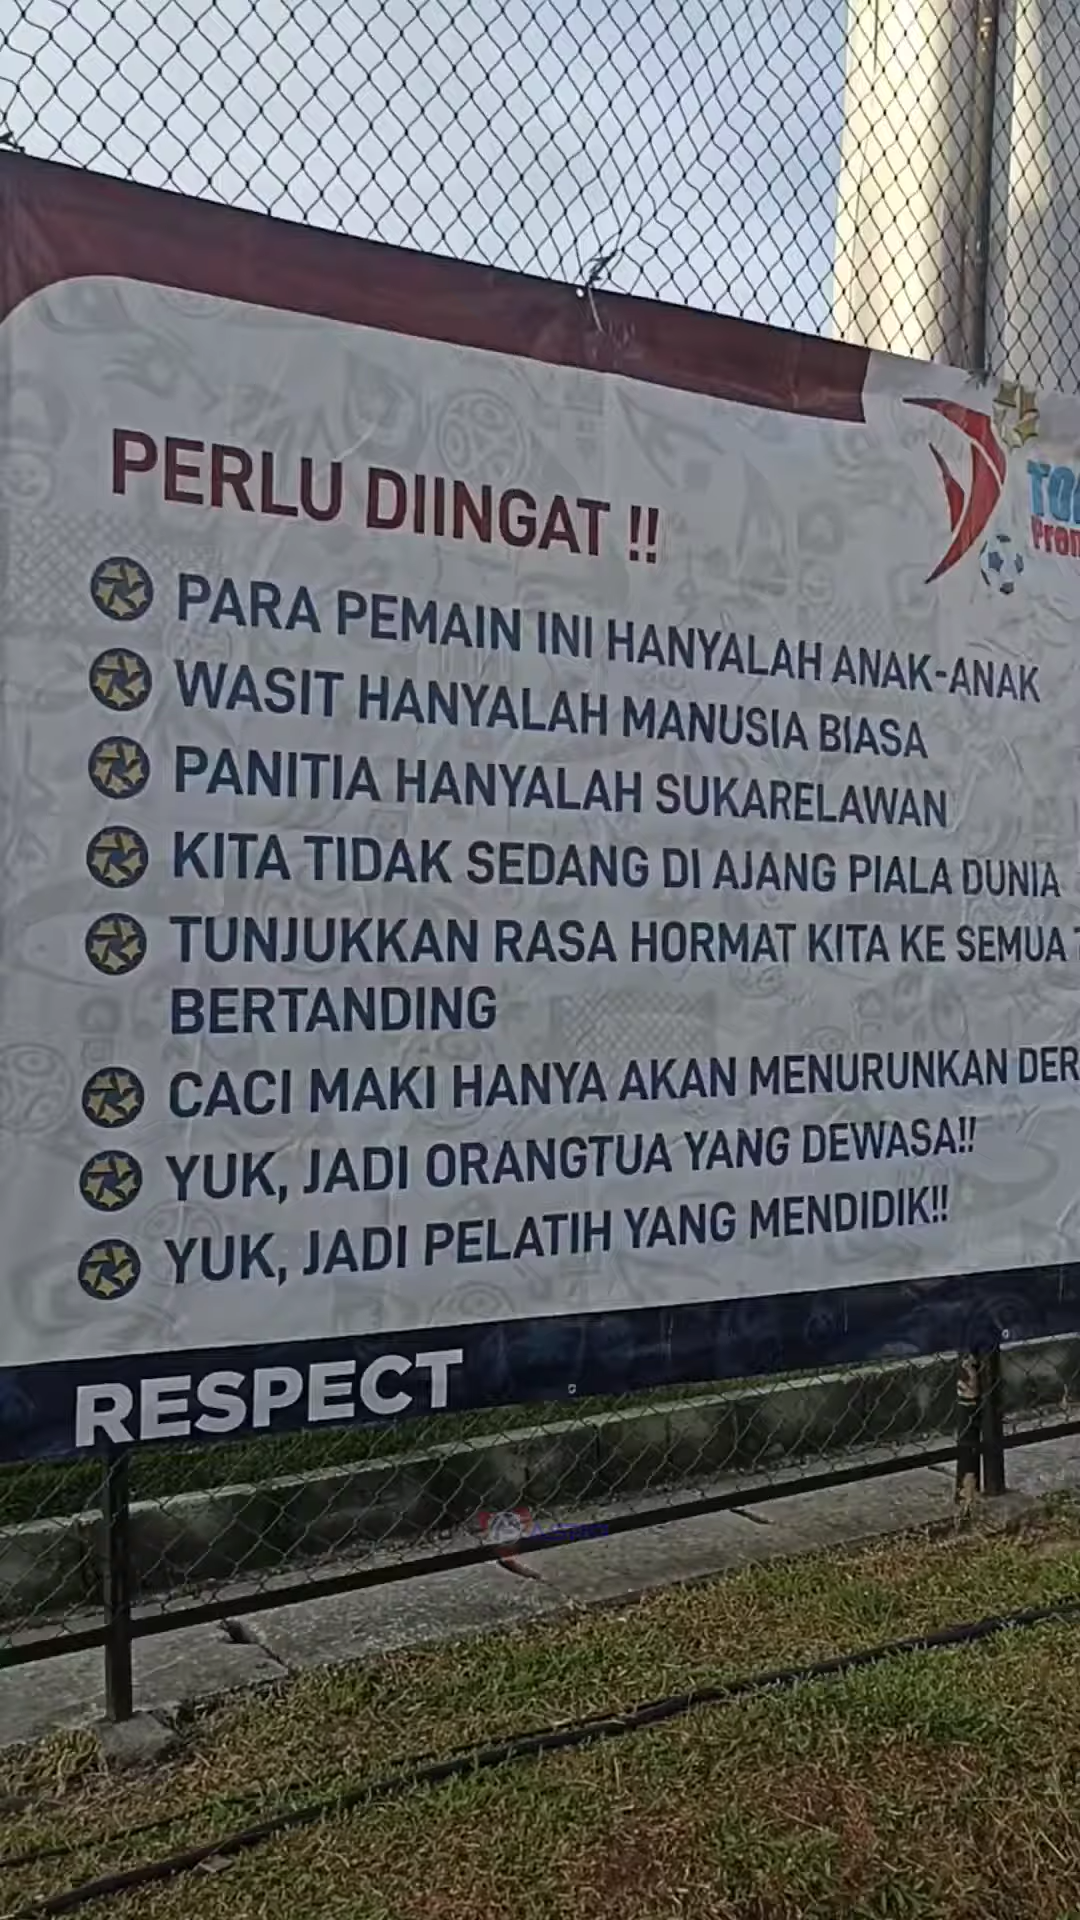 PERLU DIINGAT !!
PARA PEMAIN INI HANYALAH ANAK-ANAK
WASIT HANYALAH MANUSIA BIASA
PANITIA HANYALAH SUKARELAWAN
KITA TIDAK SEDANG DI AJANG PIALA DUNIA
TUNJUKKAN RASA HORMAT KITA KE SEMUA
BERTANDING
CACI MAKI HANYA AKAN MENURUNKAN DER
YUK, JADI ORANGTUA YANG DEWASA!!
YUK, JADI PELATIH YANG MENDIDIK!!
RESPECT